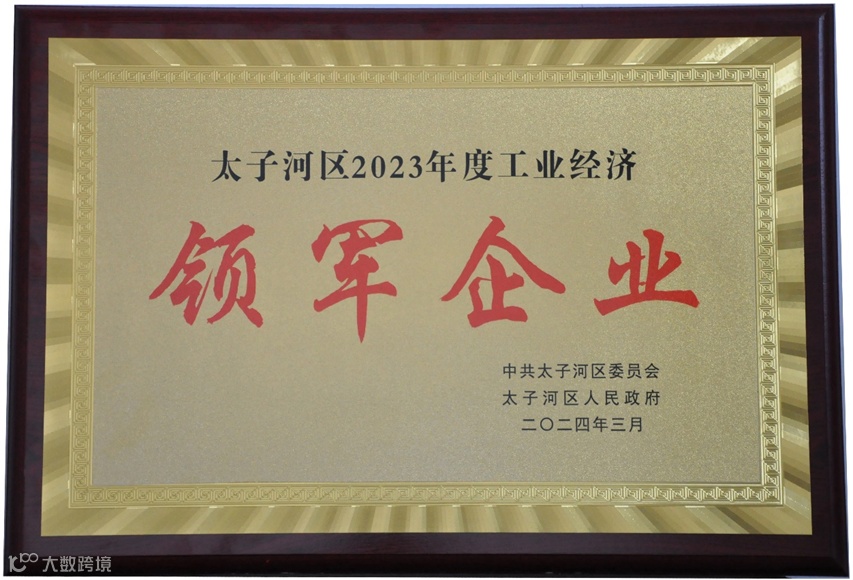 太子河区2023年度工业经济
领军企业
中共太子河区委员会
太子河区人民政府
二〇二四年三月
大数跨境